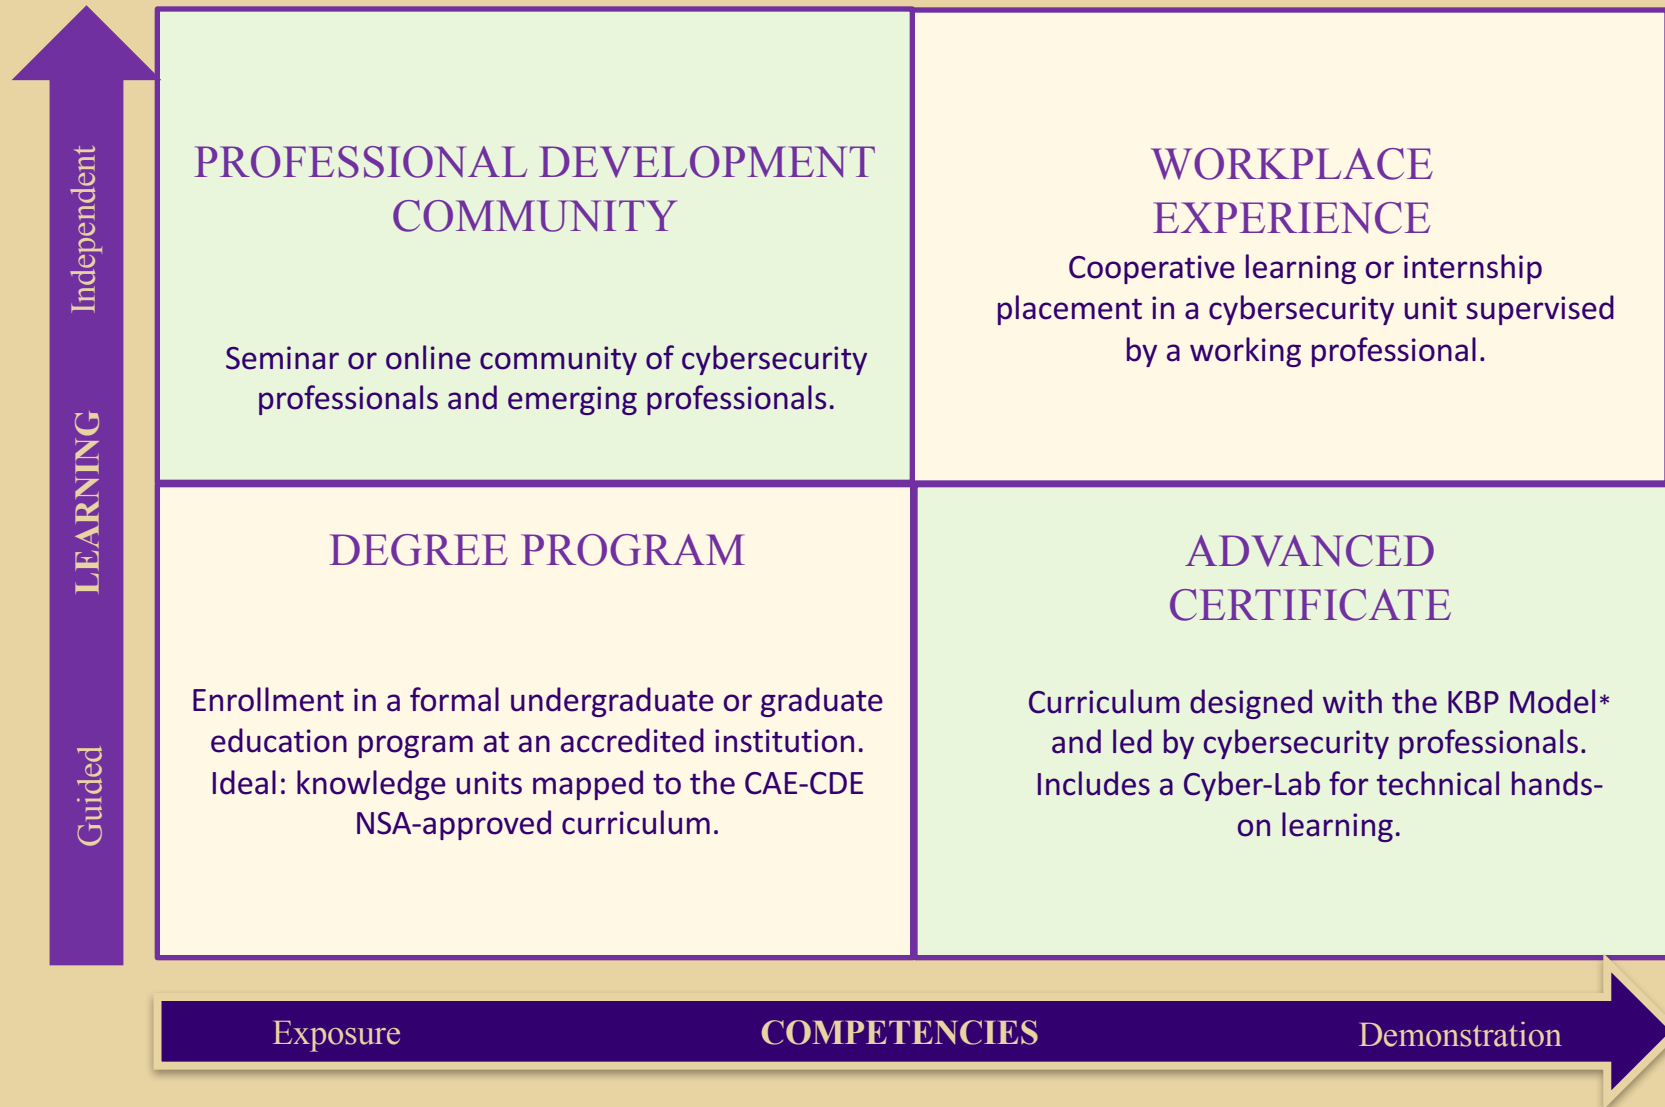 PROFESSIONAL DEVELOPMENT
COMMUNITY
Seminar or online community of cybersecurity
professionals and emerging professionals.
WORKPLACE
EXPERIENCE
Cooperative learning or internship
placement in a cybersecurity unit supervised
by a working professional.
DEGREE PROGRAM
Enrollment in a formal undergraduate or graduate
education program at an accredited institution.
Ideal: knowledge units mapped to the CAE-CDE
NSA-approved curriculum.
ADVANCED
CERTIFICATE
Curriculum designed with the KBP Model*
and led by cybersecurity professionals.
Includes a Cyber-Lab for technical hands-
on learning.
Guided LEARNING Independent
Exposure COMPETENCIES Demonstration